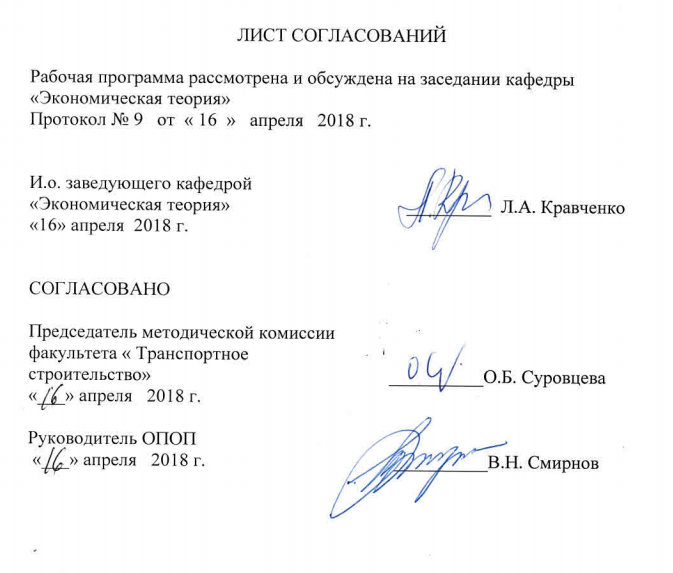 ЛИСТ СОГЛАСОВАНИЙ
Рабочая программа рассмотрена и обсуждена на заседании кафедры
«Экономическая теория»
Протокол № 9 от « 16 » апреля 2018 г.
И.о. заведующего кафедрой
«Экономическая теория»
Л.А. Кравченко
«16» апреля 2018 г.
СОГЛАСОВАНО
Председатель методической комиссии
факультета « Транспортное
строительство»
О.Б. Суровцева
«16» апреля 2018 г.
Руководитель ОПОП
«16» апреля 2018 г.
В.Н. Смирнов